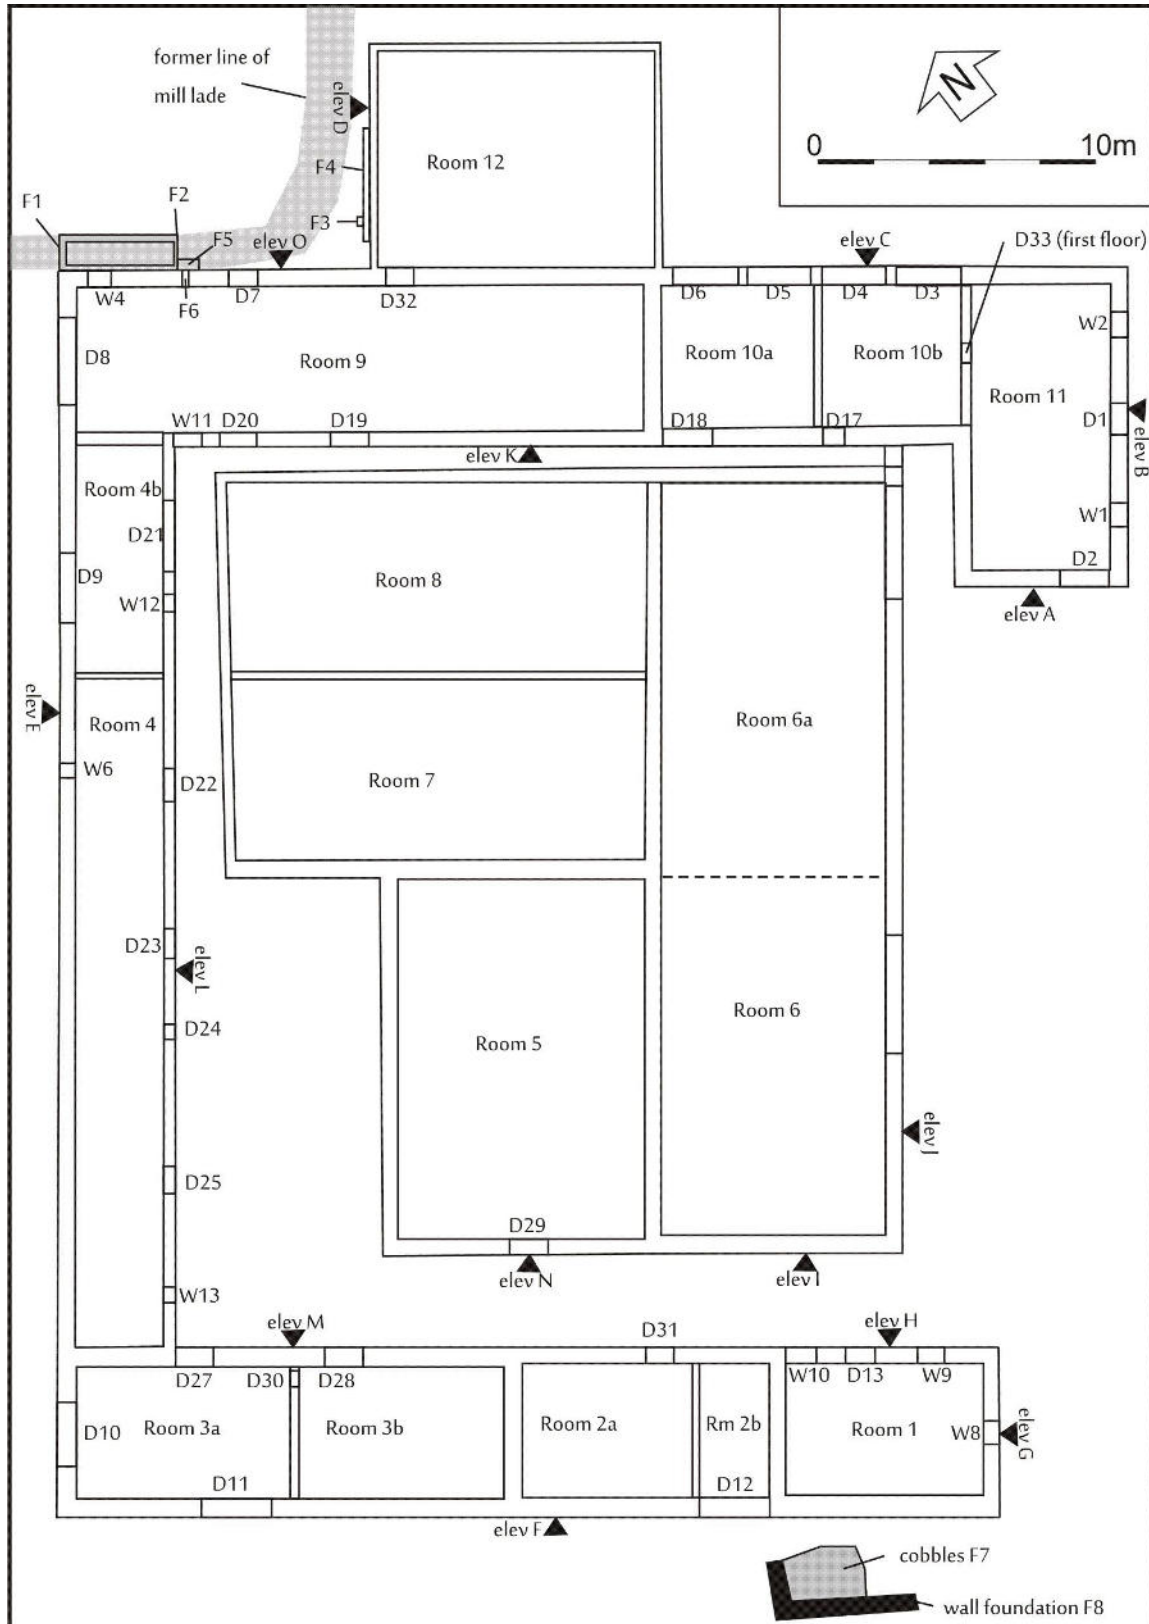 former line of
mill lade
elev D
N
0 10m
Room 12
F4
F3
F1
F2
F5
elev O
elev C
D33 (first floor)
W4
F6
D7
D32
D6
D5
D4
D3
W2
D8
Room 9
Room 10a
Room 10b
Room 11
D1
elev B
W11
D20
D19
D18
D17
elev K
Room 4b
D21
W1
D9
Room 8
D2
W12
elev A
elev E
Room 4
Room 6a
W6
D22
Room 7
D23
elev L
D24
Room 5
Room 6
elev J
D25
D29
elev N
elev I
W13
elev M
D31
elev H
D27
D30
D28
W10
D13
W9
D10
Room 3a
Room 3b
Room 2a
Rm 2b
Room 1
W8
elev G
D11
D12
elev F
cobbles F7
wall foundation F8